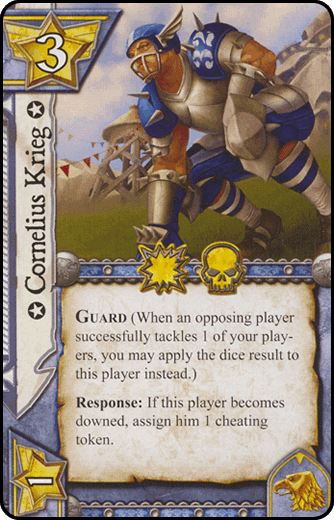 3
✪ Cornelius Krieg ✪
GUARD (When an opposing player
successfully tackles 1 of your play-
ers, you may apply the dice result to
this player instead.)
Response: If this player becomes
downed, assign him 1 cheating
token.
1